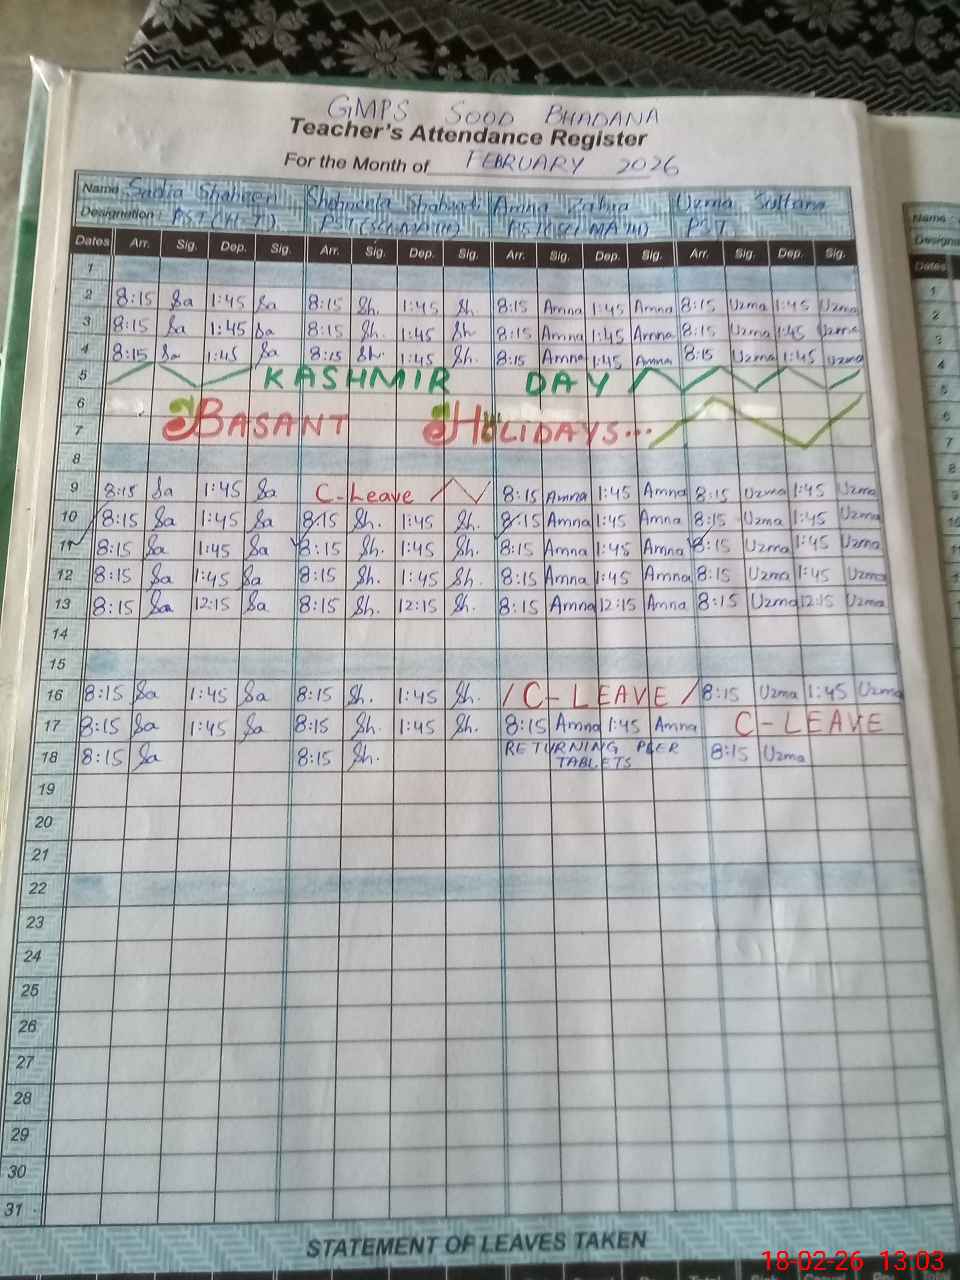 GMPS SOOD BHADANA
Teacher's Attendance Register
For the Month of FEBRUARY 2026
Name : Sadia Shaheen Shaheenla Shahzadi Amna Zahra Uzma Sultana
Designation : PST (H-T) PST (SCI-MATH) PST (SCI MATH) PST
Dates Arr. Sig. Dep. Sig. Arr. Sig. Dep. Sig. Arr. Sig. Dep. Sig. Arr. Sig. Dep. Sig.
1
2 8:15 Sa 1:45 Sa 8:15 Sh. 1:45 Sh. 8:15 Amna 1:45 Amna 8:15 Uzma 1:45 Uzma
3 8:15 Sa 1:45 Sa 8:15 Sh. 1:45 Sh 8:15 Amna 1:45 Amna 8:15 Uzma 1:45 Uzma
4 8:15 Sa 1:45 Sa 8:15 Sh. 1:45 Sh. 8:15 Amna 1:45 Amna 8:15 Uzma 1:45 Uzma
5 KASHMIR DAY
6
7 BASANT HOLIDAYS...
8
9 8:15 Sa 1:45 Sa C-Leave 8:15 Amna 1:45 Amna 8:15 Uzma 1:45 Uzma
10 8:15 Sa 1:45 Sa 8:15 Sh. 1:45 Sh. 8:15 Amna 1:45 Amna 8:15 Uzma 1:45 Uzma
11 8:15 Sa 1:45 Sa 8:15 Sh. 1:45 Sh. 8:15 Amna 1:45 Amna 8:15 Uzma 1:45 Uzma
12 8:15 Sa 1:45 Sa 8:15 Sh. 1:45 Sh. 8:15 Amna 1:45 Amna 8:15 Uzma 1:45 Uzma
13 8:15 Sa 12:15 Sa 8:15 Sh. 12:15 Sh. 8:15 Amna 12:15 Amna 8:15 Uzma 12:15 Uzma
14
15
16 8:15 Sa 1:45 Sa 8:15 Sh. 1:45 Sh. / C-LEAVE / 8:15 Uzma 1:45 Uzma
17 8:15 Sa 1:45 Sa 8:15 Sh. 1:45 Sh. 8:15 Amna 1:45 Amna C-LEAVE
18 8:15 Sa 8:15 Sh. RETURNING TABLETS 8:15 Uzma
19
20
21
22
23
24
25
26
27
28
29
30
31
STATEMENT OF LEAVES TAKEN
18-02-26 13:03